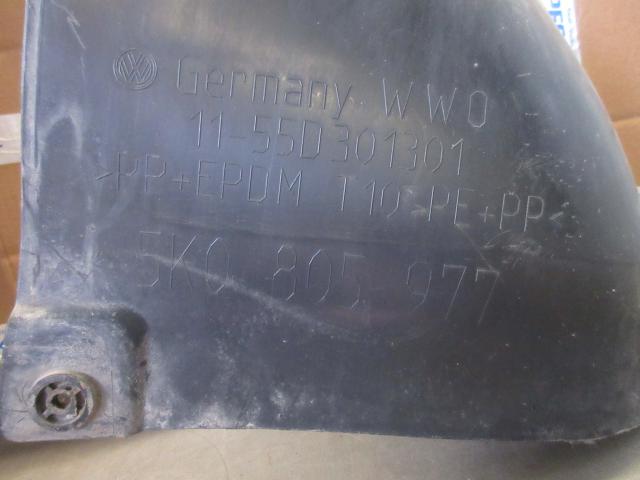 Germany WWO
11-55D301301
>PP+EPDM T10>PE+PP<
5K0 805 977